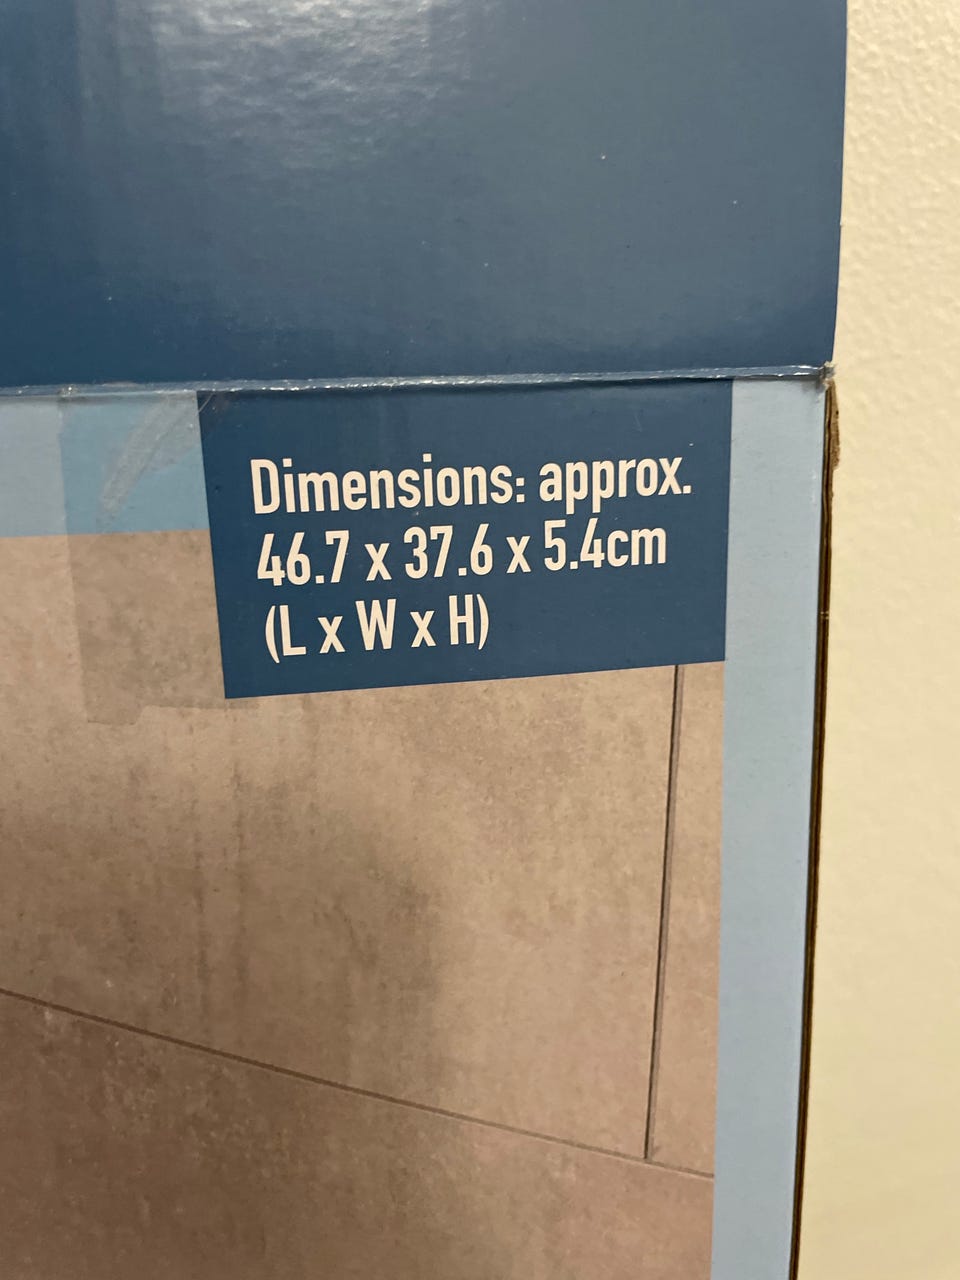 Dimensions: approx.
46.7 x 37.6 x 5.4cm
(L x W x H)